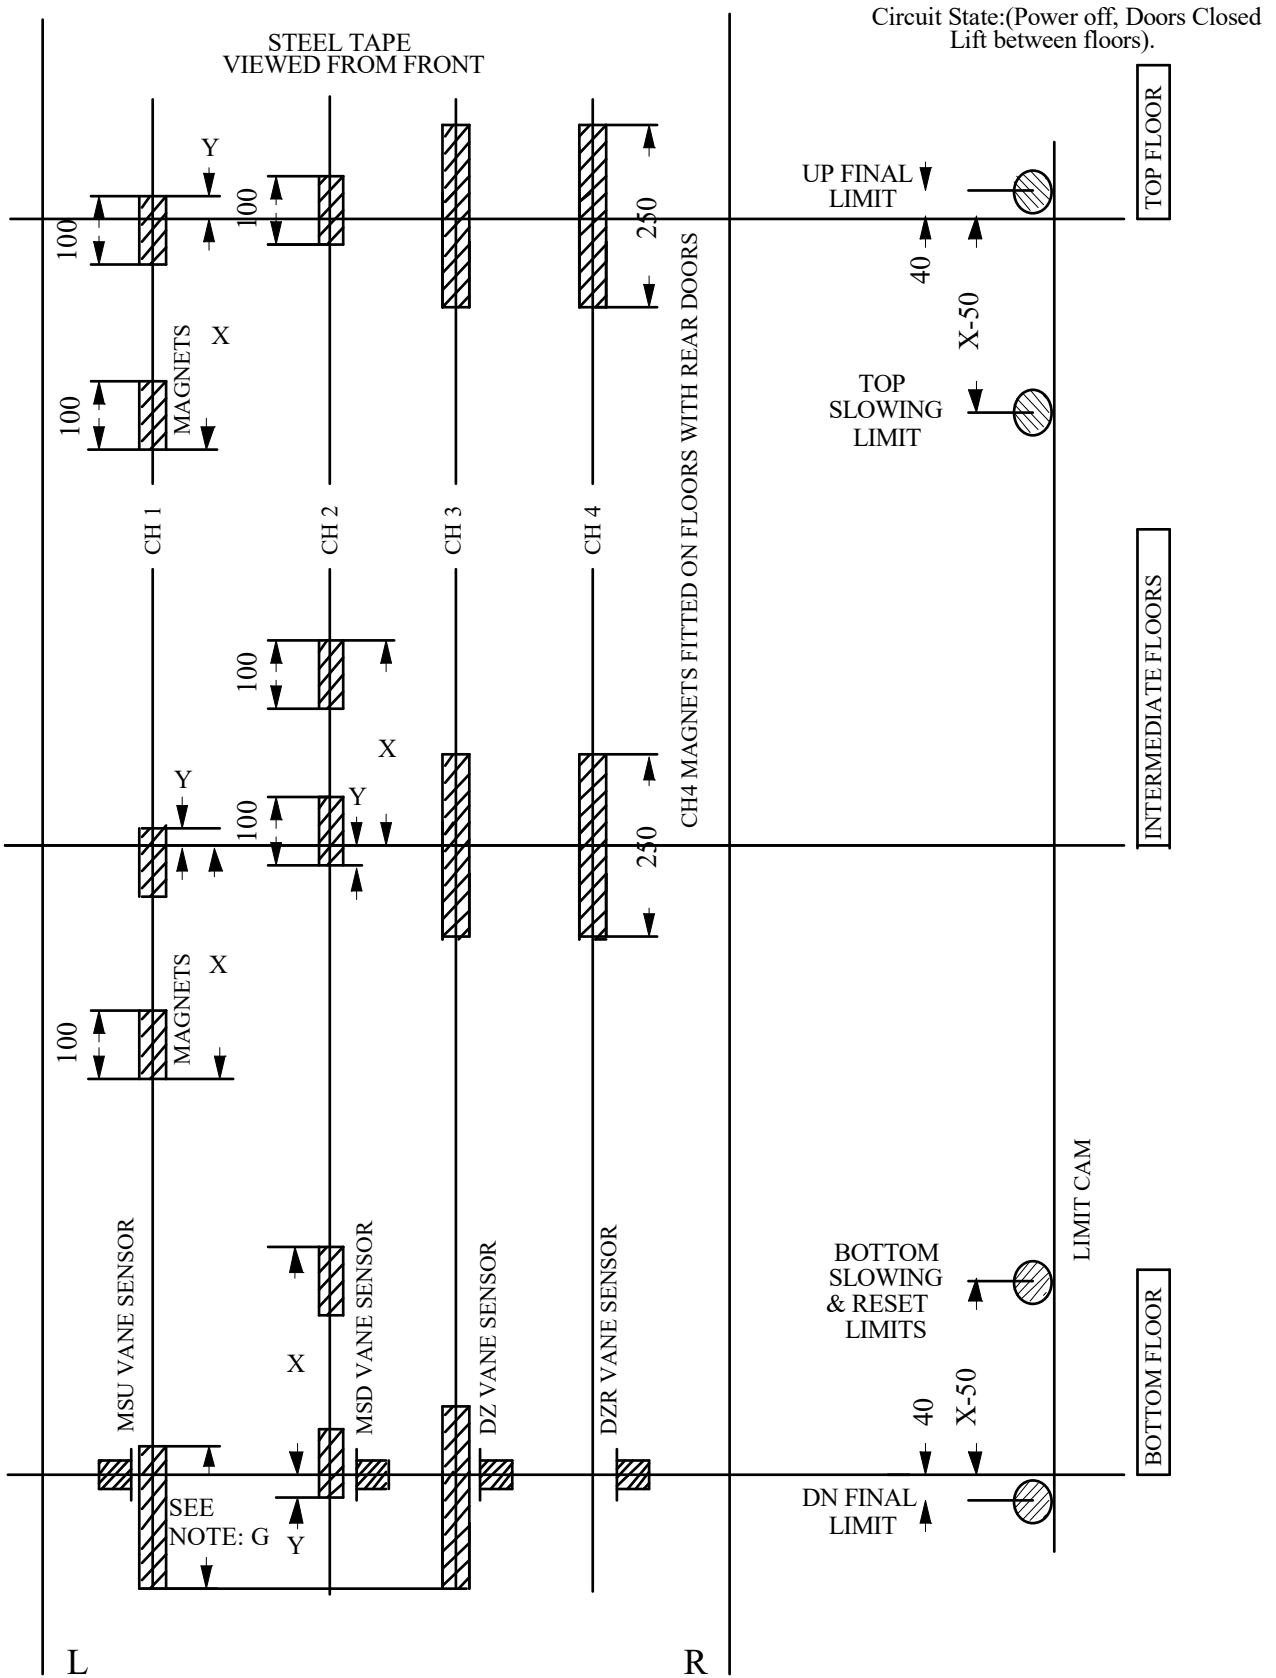 Circuit State:(Power off, Doors Closed
Lift between floors).
STEEL TAPE
VIEWED FROM FRONT
TOP FLOOR
Y
100
100
250
UP FINAL
LIMIT
40
X-50
MAGNETS
X
100
TOP
SLOWING
LIMIT
CH 1
CH 2
CH 3
CH 4
CH4 MAGNETS FITTED ON FLOORS WITH REAR DOORS
INTERMEDIATE FLOORS
100
X
Y
Y
100
250
MAGNETS
X
100
LIMIT CAM
MSU VANE SENSOR
MSD VANE SENSOR
DZ VANE SENSOR
DZR VANE SENSOR
BOTTOM
SLOWING
& RESET
LIMITS
X
40
X-50
BOTTOM FLOOR
SEE
NOTE: G
Y
DN FINAL
LIMIT
L
R